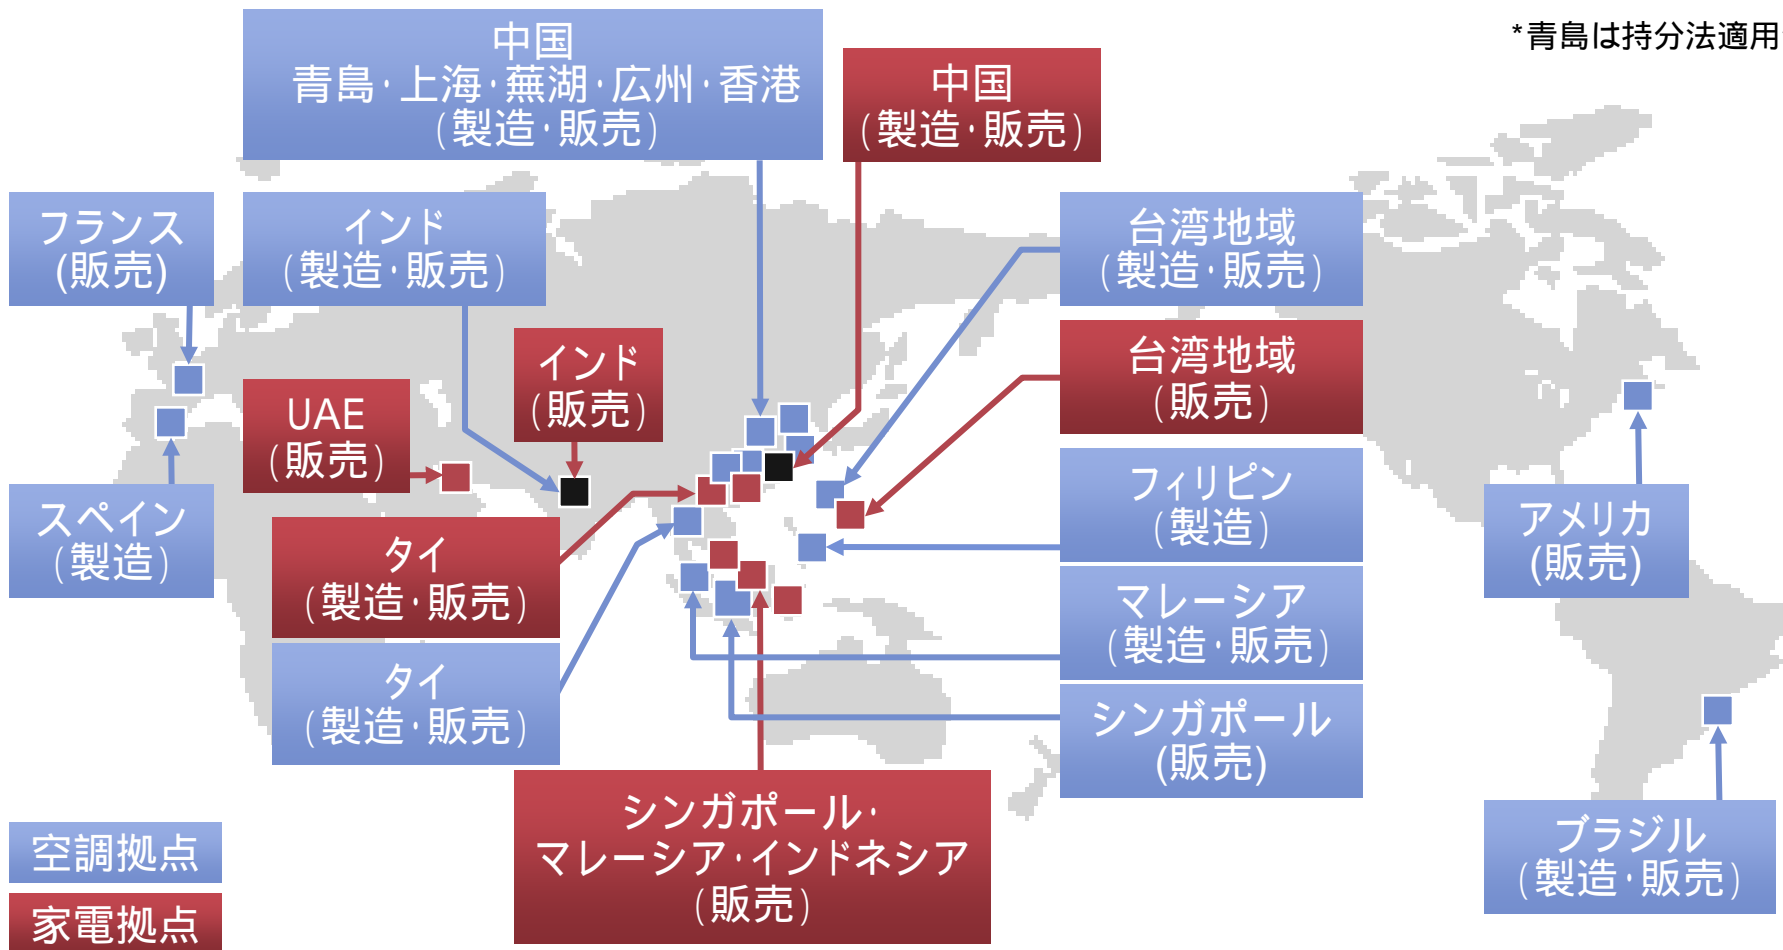 *青島は持分法適用
中国
青島･上海･蕪湖･広州･香港
(製造･販売)
中国
(製造･販売)
フランス
(販売)
インド
(製造･販売)
台湾地域
(製造･販売)
インド
(販売)
台湾地域
(販売)
UAE
(販売)
フィリピン
(製造)
スペイン
(製造)
アメリカ
(販売)
タイ
(製造･販売)
マレーシア
(製造･販売)
タイ
(製造･販売)
シンガポール
(販売)
シンガポール･
マレーシア･インドネシア
(販売)
ブラジル
(製造･販売)
空調拠点
家電拠点